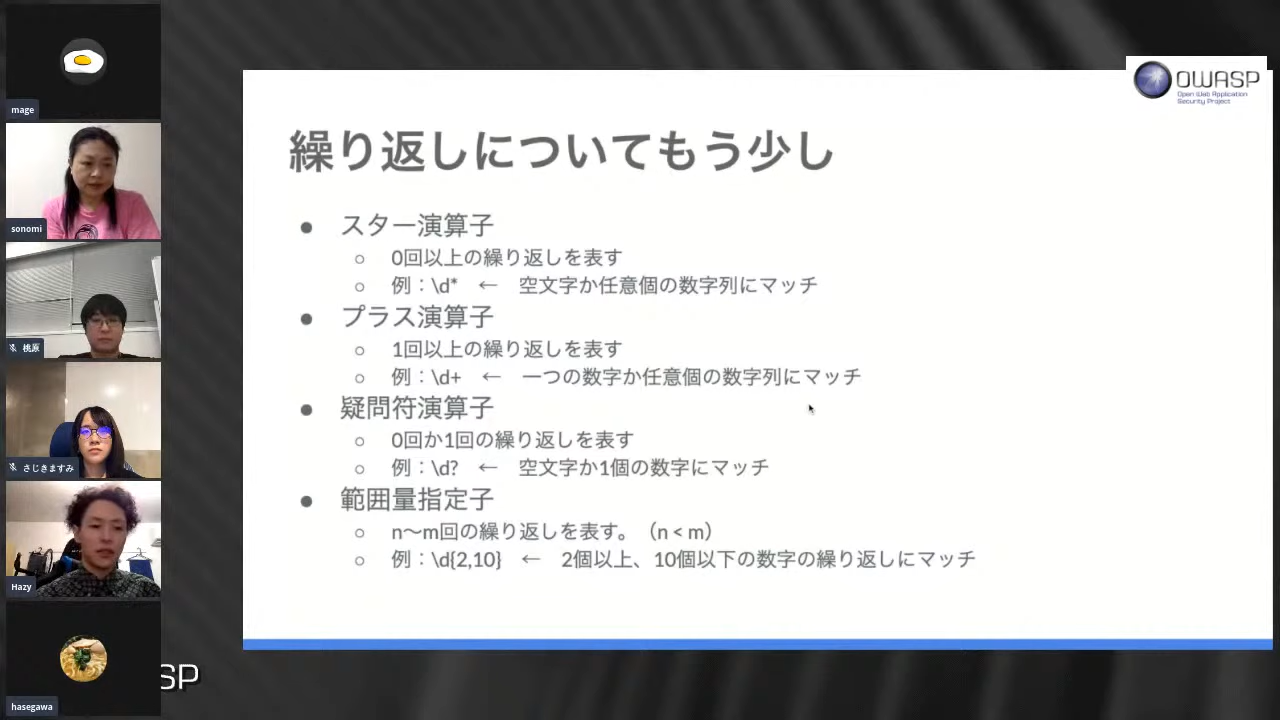 mage
sonomi
桃原
さじきますみ
Hazy
hasegawa
SP
OWASP
Open Web Application
Security Project
繰り返しについてもう少し
● スター演算子
○ 0回以上の繰り返しを表す
○ 例：\d* ← 空文字か任意個の数字列にマッチ
● プラス演算子
○ 1回以上の繰り返しを表す
○ 例：\d+ ← 一つの数字か任意個の数字列にマッチ
● 疑問符演算子
○ 0回か1回の繰り返しを表す
○ 例：\d? ← 空文字か1個の数字にマッチ
● 範囲量指定子
○ n〜m回の繰り返しを表す。（n < m）
○ 例：\d{2,10} ← 2個以上、10個以下の数字の繰り返しにマッチ